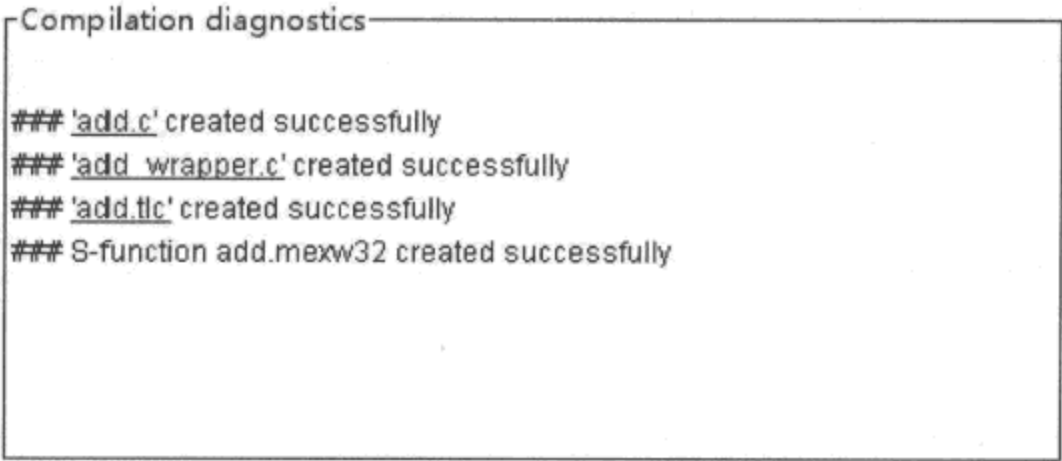 Compilation diagnostics
### 'add.c' created successfully
### 'add_wrapper.c' created successfully
### 'add.tlc' created successfully
### S-function add.mexw32 created successfully